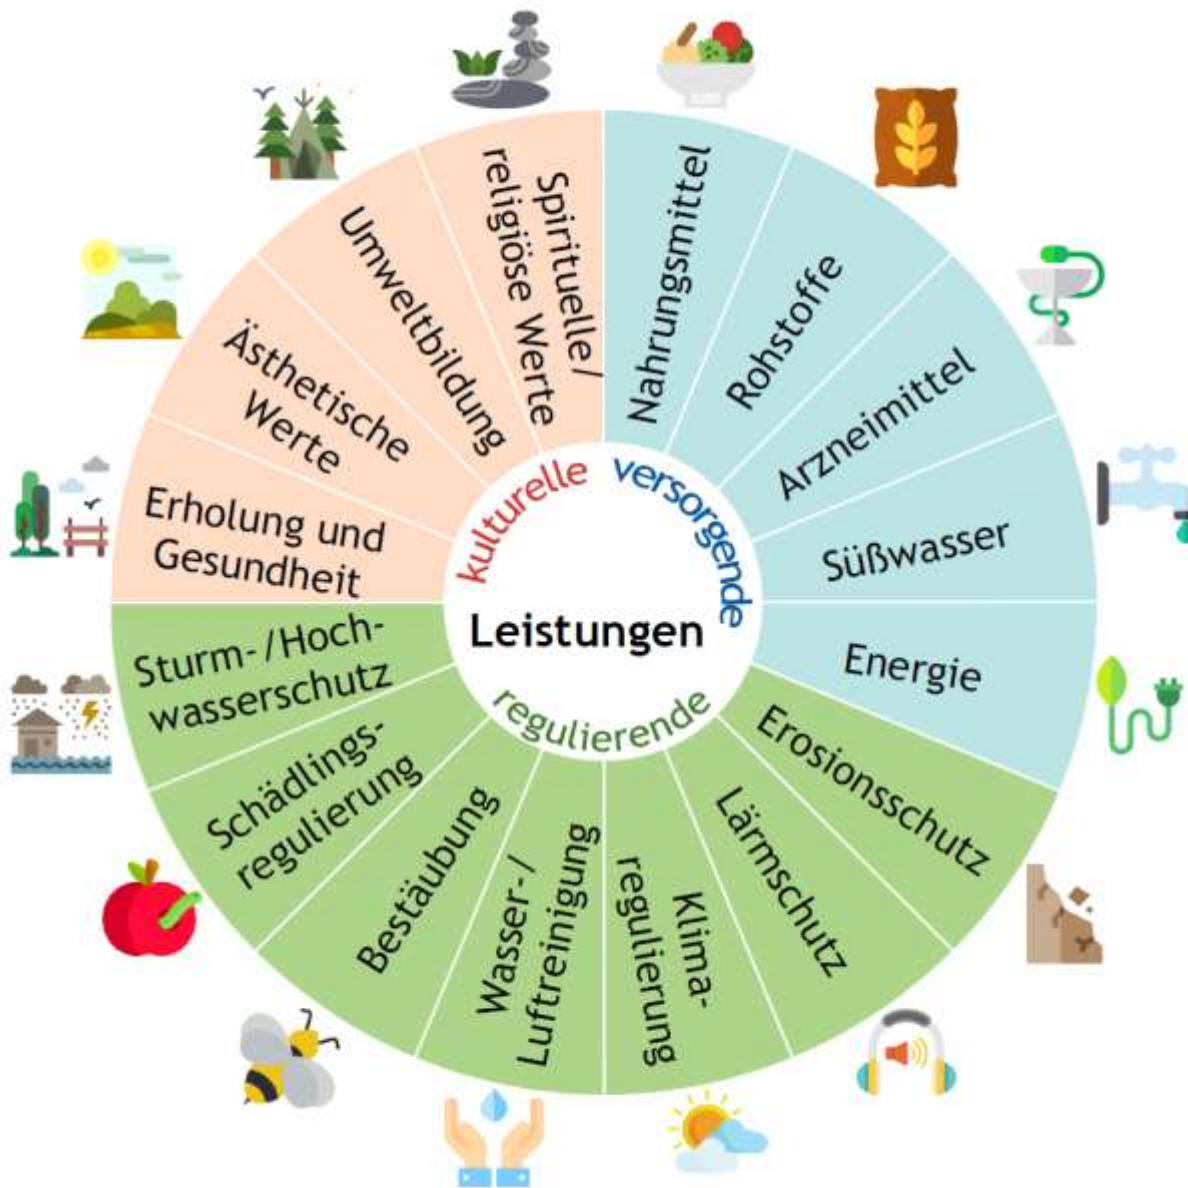 kulturelle
versorgende
Leistungen
regulierende
Nahrungsmittel
Rohstoffe
Arzneimittel
Süßwasser
Energie
Erosionsschutz
Lärmschutz
Klima-
regulierung
Wasser-/
Luftreinigung
Bestäubung
Schädlings-
regulierung
Sturm-/Hoch-
wasserschutz
Erholung und
Gesundheit
Ästhetische
Werte
Umweltbildung
Spirituelle/
religiöse Werte